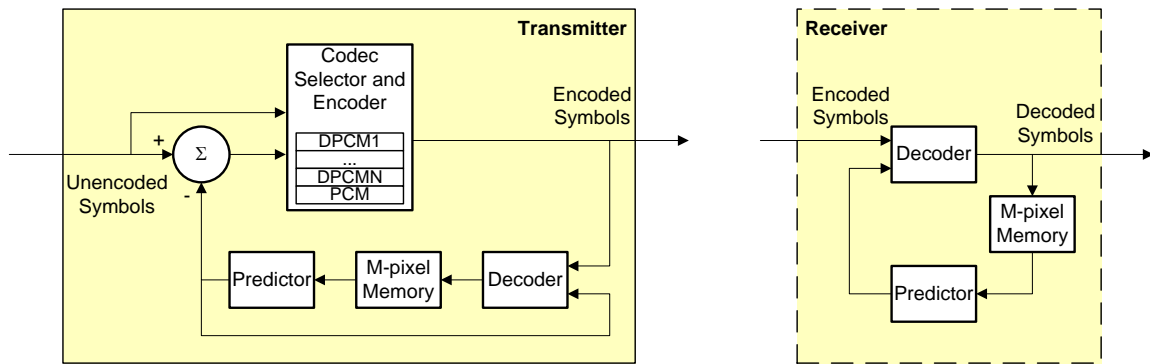 Transmitter
Codec
Selector and
Encoder
DPCM1
...
DPCMN
PCM
Encoded
Symbols
+
Σ
-
Unencoded
Symbols
Predictor
M-pixel
Memory
Decoder
Receiver
Encoded
Symbols
Decoder
Decoded
Symbols
M-pixel
Memory
Predictor